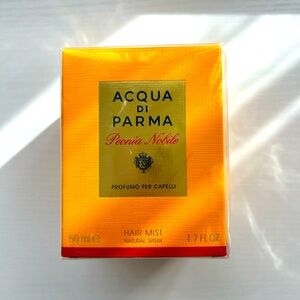 ACQUA
DI
PARMA
Peonia Nobile
PROFUMO PER CAPELLI
HAIR MIST
NATURAL SPRAY
50 ml e 1.7 FL OZ